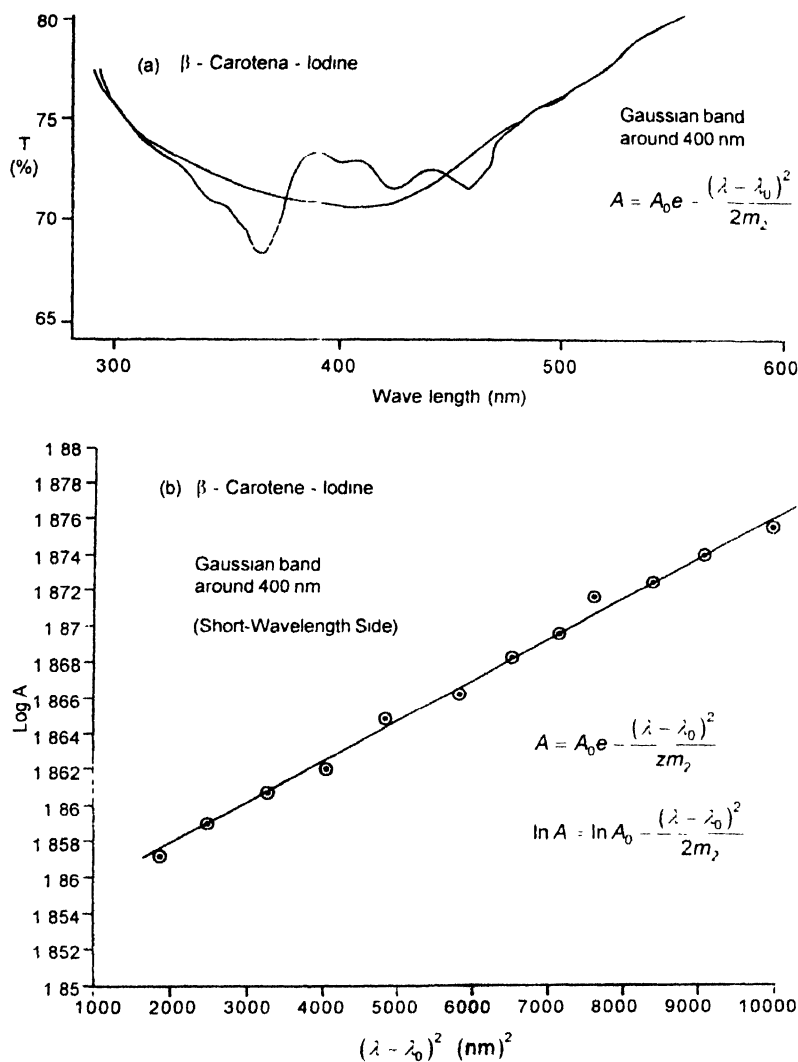 80
(a) β - Carotena - Iodine
75
T
(%)
Gaussian band
around 400 nm
A = A₀e - (λ - λ₀)² / 2m₂
70
65
300 400 500 600
Wave length (nm)
1 88
1 878
(b) β - Carotene - Iodine
1 876
1 874
Gaussian band
around 400 nm
1 872
1 87
(Short-Wavelength Side)
1 868
1 866
Log A
1 864
A = A₀e - (λ - λ₀)² / zm₂
1 862
1 86
ln A = ln A₀ - (λ - λ₀)² / 2m₂
1 858
1 86
1 854
1 852
1 85
1000 2000 3000 4000 5000 6000 7000 8000 9000 10000
(λ - λ₀)² (nm)²